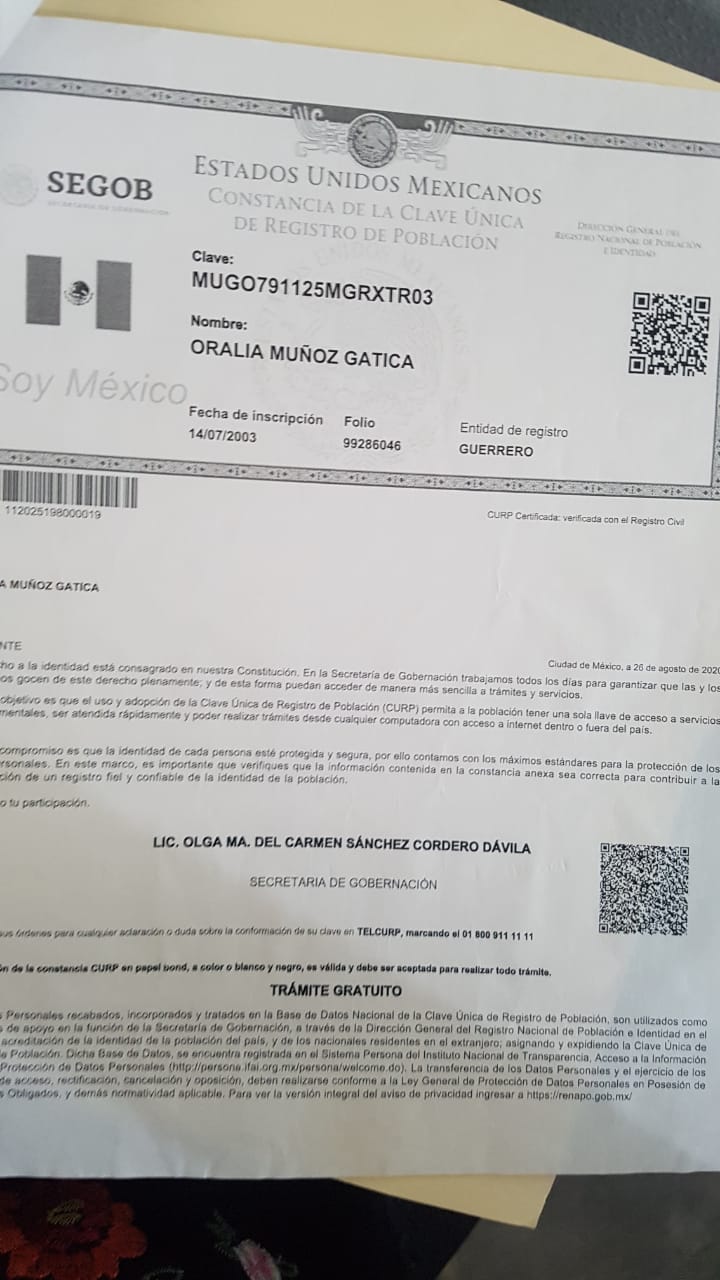 SEGOB
SECRETARÍA DE GOBERNACIÓN
ESTADOS UNIDOS MEXICANOS
CONSTANCIA DE LA CLAVE ÚNICA
DE REGISTRO DE POBLACIÓN
DIRECCIÓN GENERAL DEL
REGISTRO NACIONAL DE POBLACIÓN
E IDENTIDAD
Clave:
MUGO791125MGRXTR03
Nombre:
ORALIA MUÑOZ GATICA
Soy México
Fecha de inscripción
14/07/2003
Folio
99286046
Entidad de registro
GUERRERO
112025198000019
CURP Certificada: verificada con el Registro Civil
A MUÑOZ GATICA
NTE
Ciudad de México, a 26 de agosto de 2020
ho a la identidad está consagrado en nuestra Constitución. En la Secretaría de Gobernación trabajamos todos los días para garantizar que las y los
os gocen de este derecho plenamente; y de esta forma puedan acceder de manera más sencilla a trámites y servicios.
objetivo es que el uso y adopción de la Clave Única de Registro de Población (CURP) permita a la población tener una sola llave de acceso a servicios
mentales, ser atendida rápidamente y poder realizar trámites desde cualquier computadora con acceso a internet dentro o fuera del país.
compromiso es que la identidad de cada persona esté protegida y segura, por ello contamos con los máximos estándares para la protección de los
rsonales. En este marco, es importante que verifiques que la información contenida en la constancia anexa sea correcta para contribuir a la
ción de un registro fiel y confiable de la identidad de la población.
o tu participación.
LIC. OLGA MA. DEL CARMEN SÁNCHEZ CORDERO DÁVILA
SECRETARIA DE GOBERNACIÓN
sus órdenes para cualquier aclaración o duda sobre la conformación de su clave en TELCURP, marcando el 01 800 911 11 11
ón de la constancia CURP en papel bond, a color o blanco y negro, es válida y debe ser aceptada para realizar todo trámite.
TRÁMITE GRATUITO
s Personales recabados, incorporados y tratados en la Base de Datos Nacional de la Clave Única de Registro de Población, son utilizados como
s de apoyo en la función de la Secretaría de Gobernación, a través de la Dirección General del Registro Nacional de Población e Identidad en el
acreditación de la identidad de la población del país, y de los nacionales residentes en el extranjero; asignando y expidiendo la Clave Única de
e Población. Dicha Base de Datos, se encuentra registrada en el Sistema Persona del Instituto Nacional de Transparencia, Acceso a la Información
Protección de Datos Personales (http://persona.ifai.org.mx/persona/welcome.do). La transferencia de los Datos Personales y el ejercicio de los
de acceso, rectificación, cancelación y oposición, deben realizarse conforme a la Ley General de Protección de Datos Personales en Posesión de
s Obligados, y demás normatividad aplicable. Para ver la versión integral del aviso de privacidad ingresar a https://renapo.gob.mx/